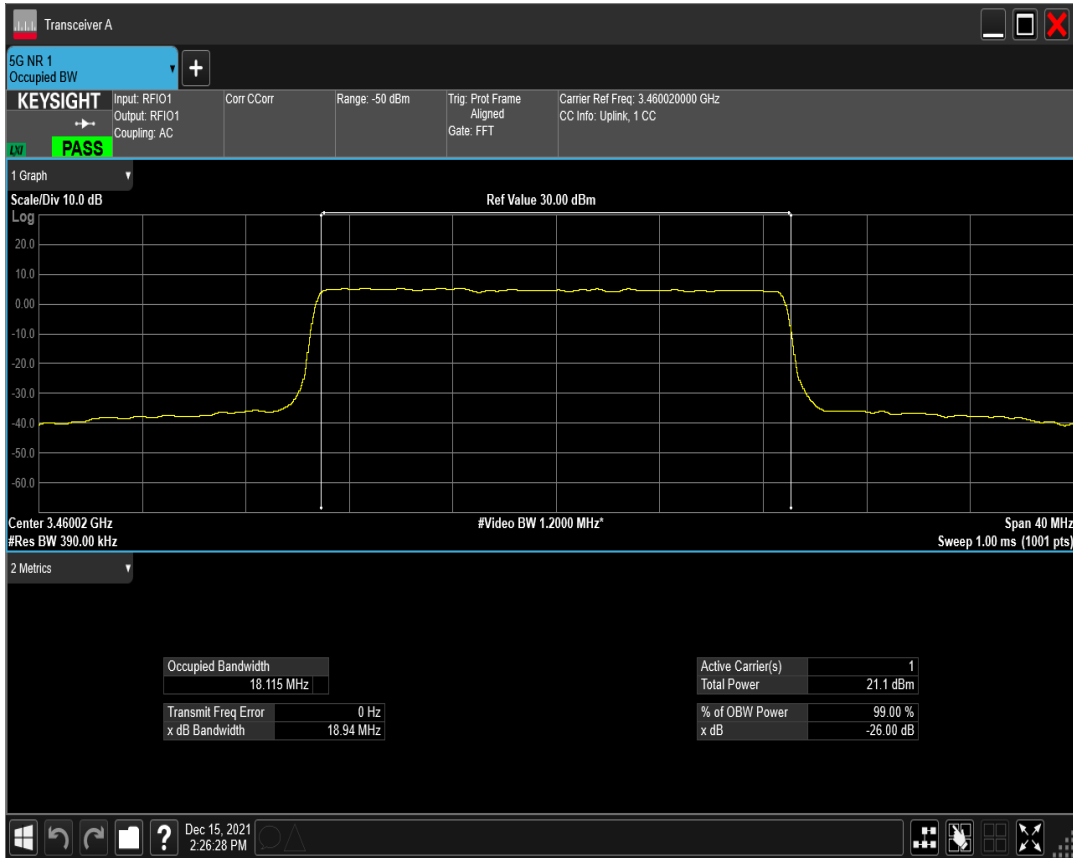 Transceiver A
5G NR 1
Occupied BW
KEYSIGHT
LXI
PASS
Input: RFIO1
Output: RFIO1
Coupling: AC
Corr CCorr
Range: -50 dBm
Trig: Prot Frame
Aligned
Gate: FFT
Carrier Ref Freq: 3.460020000 GHz
CC Info: Uplink, 1 CC
1 Graph
Scale/Div 10.0 dB
Ref Value 30.00 dBm
Log
20.0
10.0
0.00
-10.0
-20.0
-30.0
-40.0
-50.0
-60.0
Center 3.46002 GHz
#Video BW 1.2000 MHz*
Span 40 MHz
#Res BW 390.00 kHz
Sweep 1.00 ms (1001 pts)
2 Metrics
Occupied Bandwidth
18.115 MHz
Transmit Freq Error 0 Hz
x dB Bandwidth 18.94 MHz
Active Carrier(s) 1
Total Power 21.1 dBm
% of OBW Power 99.00 %
x dB -26.00 dB
?
Dec 15, 2021
2:26:28 PM